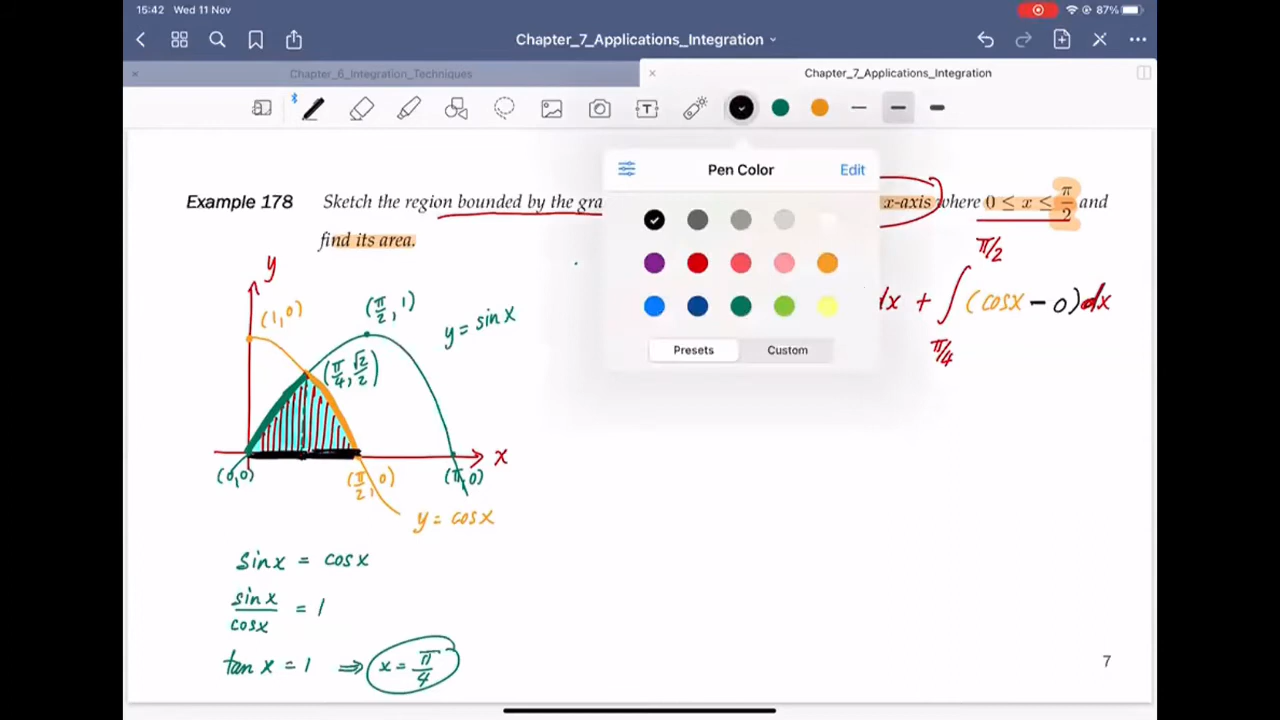 15:42 Wed 11 Nov
87%
Chapter_7_Applications_Integration
Chapter_6_Integration_Techniques
Chapter_7_Applications_Integration
Pen Color
Edit
Presets
Custom
Example 178 Sketch the region bounded by the gra x-axis where 0 ≤ x ≤ π/2 and
find its area.
y
(1,0)
(π/2, 1)
y = sin x
(π/4, √2/2)
x
(0,0)
(π/2, 0)
(π, 0)
y = cos x
dx + ∫_{π/4}^{π/2} (cos x − 0) dx
sin x = cos x
sin x / cos x = 1
tan x = 1 ⇒ x = π/4
7